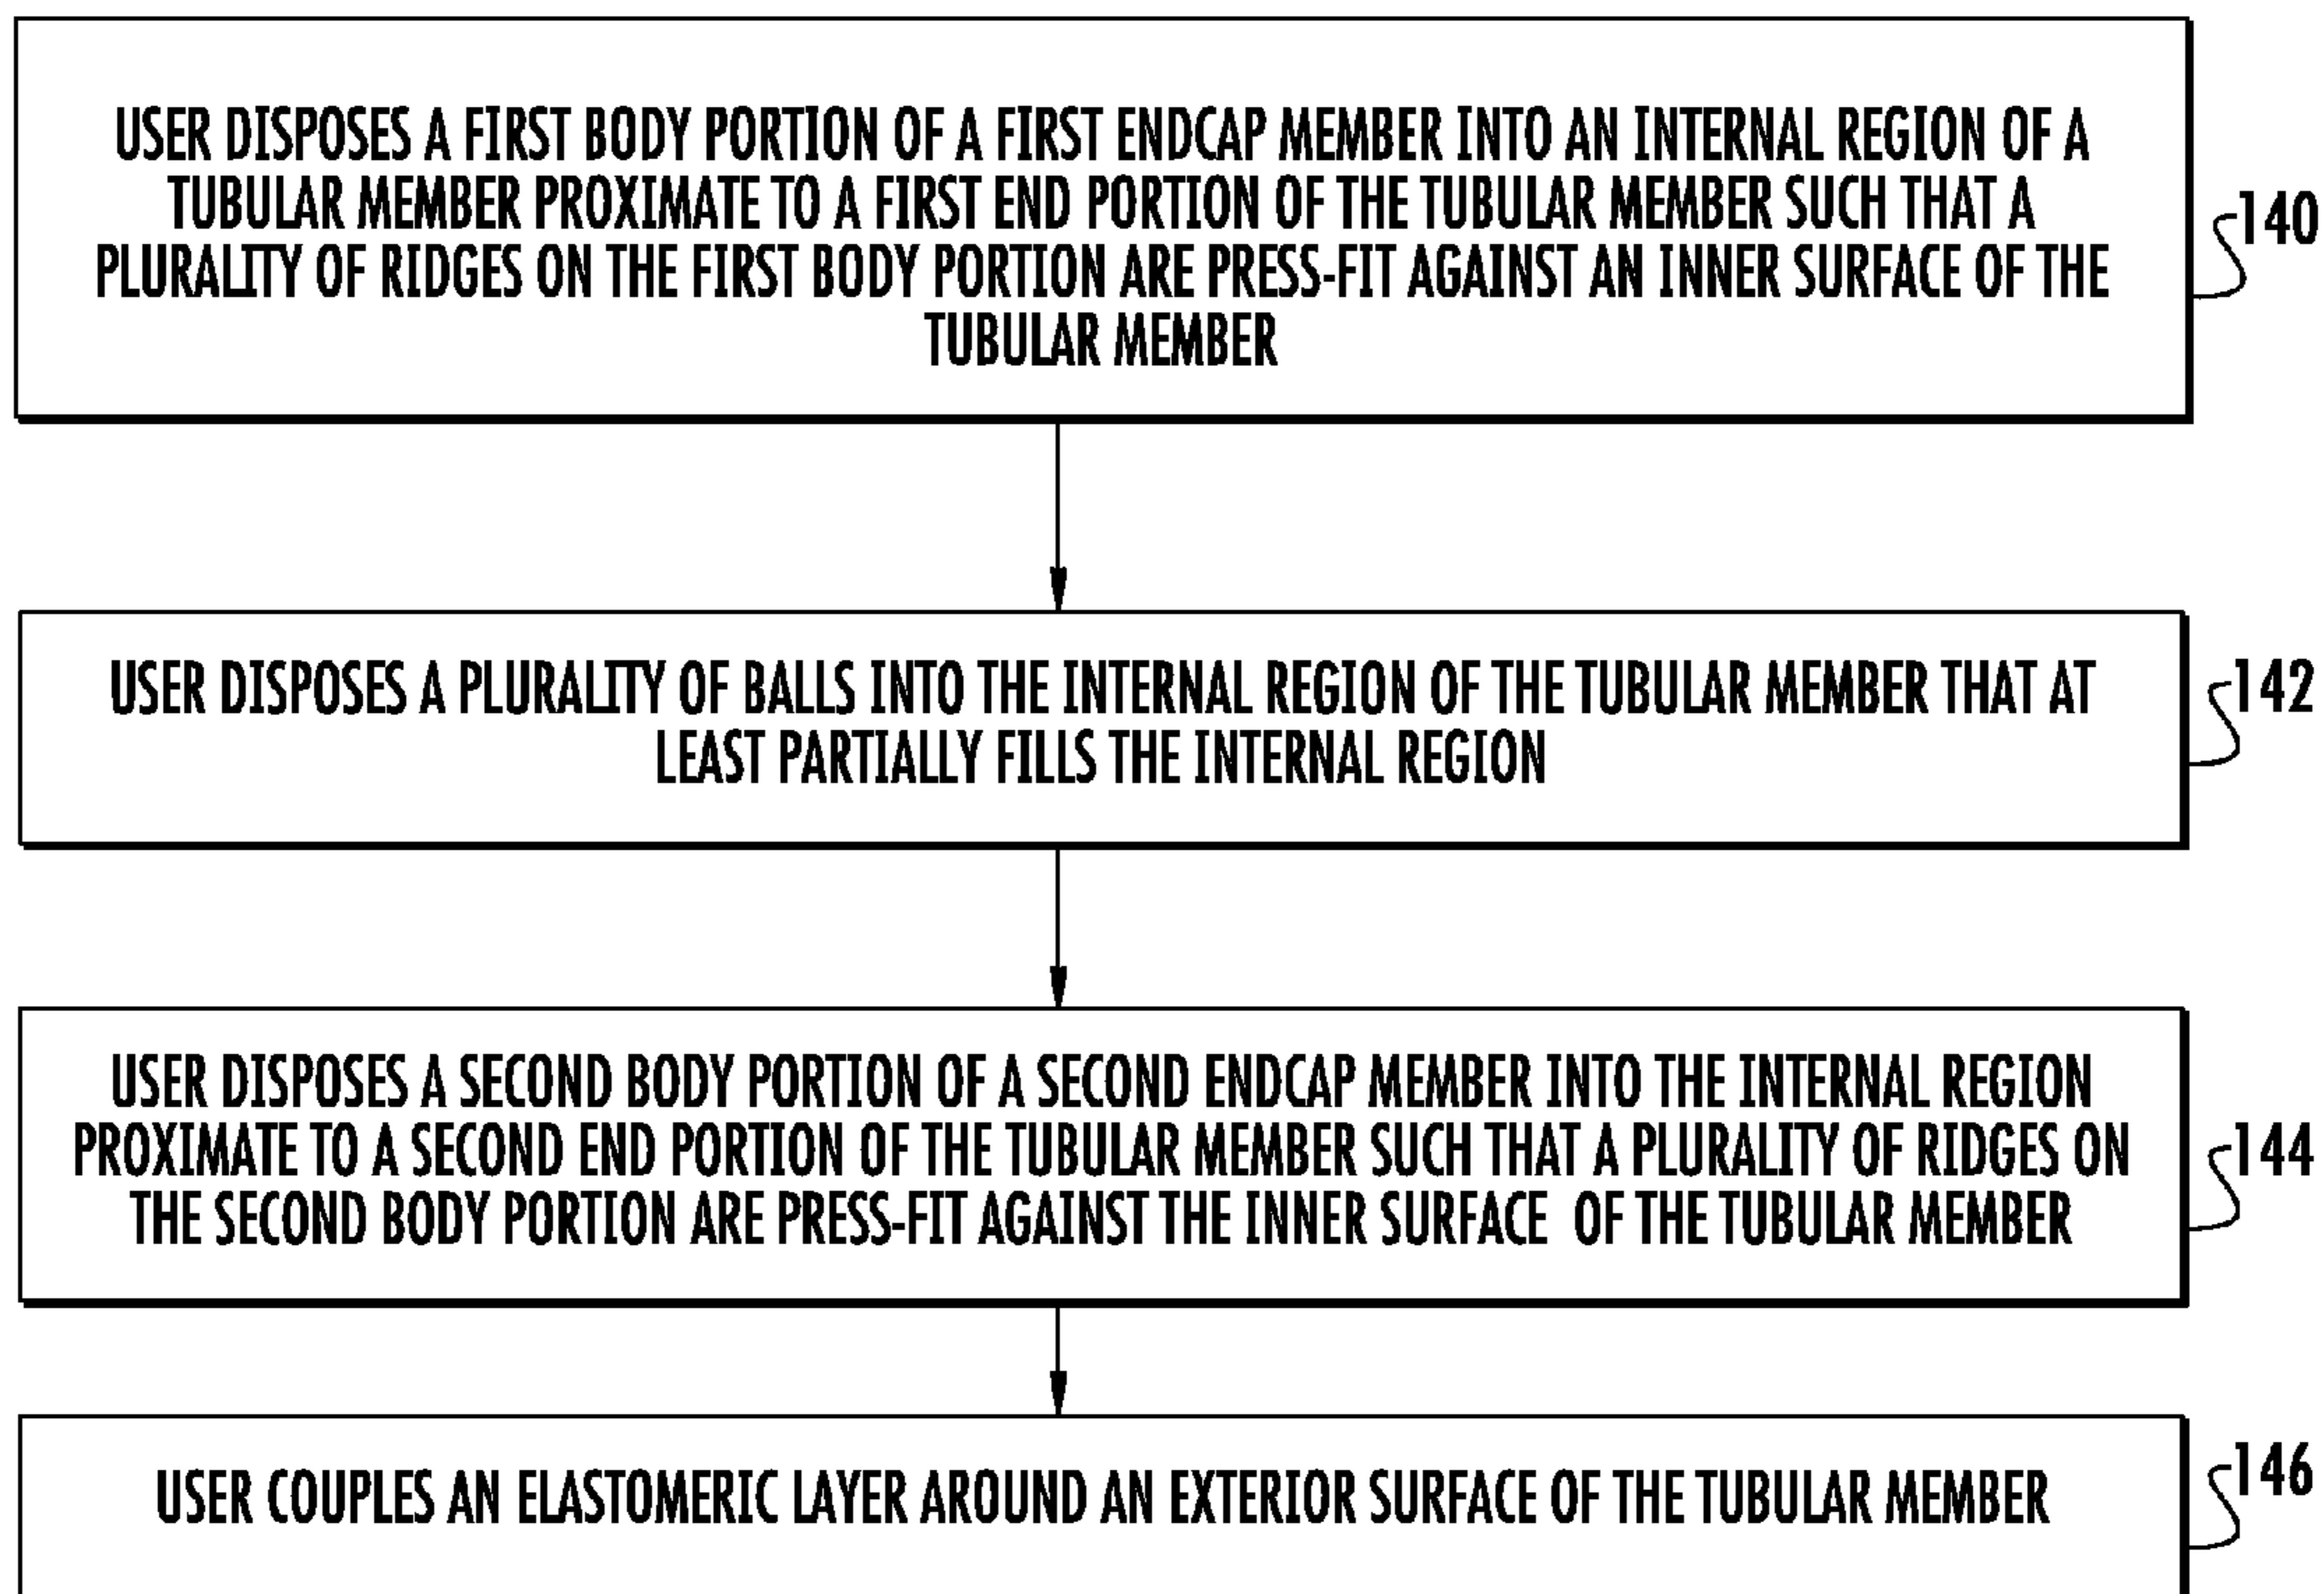 USER DISPOSES A FIRST BODY PORTION OF A FIRST ENDCAP MEMBER INTO AN INTERNAL REGION OF A
TUBULAR MEMBER PROXIMATE TO A FIRST END PORTION OF THE TUBULAR MEMBER SUCH THAT A
PLURALITY OF RIDGES ON THE FIRST BODY PORTION ARE PRESS-FIT AGAINST AN INNER SURFACE OF THE
TUBULAR MEMBER
140
USER DISPOSES A PLURALITY OF BALLS INTO THE INTERNAL REGION OF THE TUBULAR MEMBER THAT AT
LEAST PARTIALLY FILLS THE INTERNAL REGION
142
USER DISPOSES A SECOND BODY PORTION OF A SECOND ENDCAP MEMBER INTO THE INTERNAL REGION
PROXIMATE TO A SECOND END PORTION OF THE TUBULAR MEMBER SUCH THAT A PLURALITY OF RIDGES ON
THE SECOND BODY PORTION ARE PRESS-FIT AGAINST THE INNER SURFACE OF THE TUBULAR MEMBER
144
USER COUPLES AN ELASTOMERIC LAYER AROUND AN EXTERIOR SURFACE OF THE TUBULAR MEMBER
146